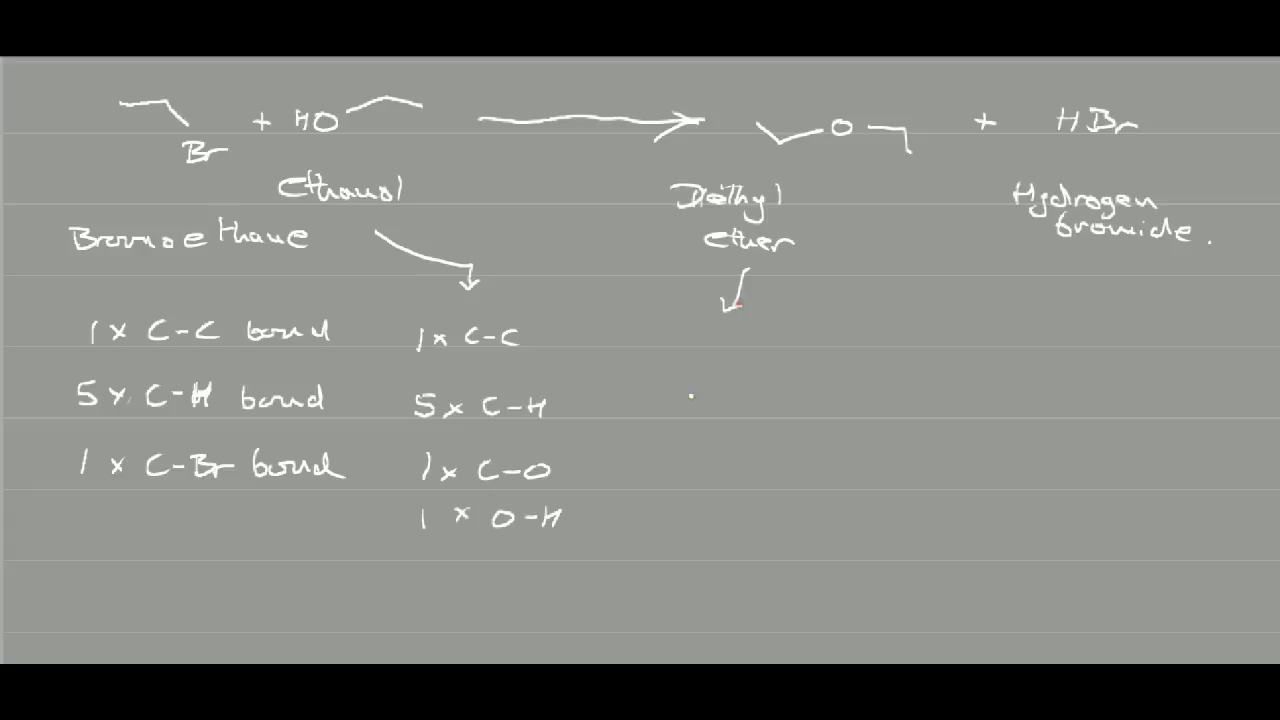 + HO + HBr
Br O
Ethanol Diethyl Hydrogen
Bromoethane ether bromide.
1 x C-C bond 1 x C-C
5 x C-H bond 5 x C-H
1 x C-Br bond 1 x C-O
1 x O-H